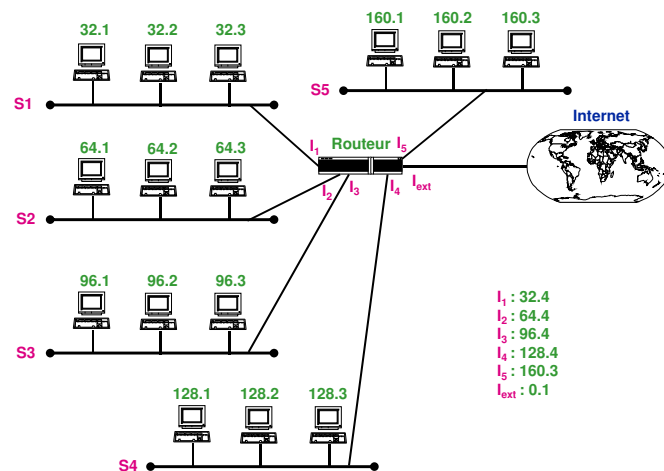 32.1 32.2 32.3
160.1 160.2 160.3
S1
S5
Internet
I1 Routeur I5
64.1 64.2 64.3
I2 I3 I4 Iext
S2
96.1 96.2 96.3
S3
I1 : 32.4
I2 : 64.4
I3 : 96.4
I4 : 128.4
I5 : 160.3
Iext : 0.1
128.1 128.2 128.3
S4